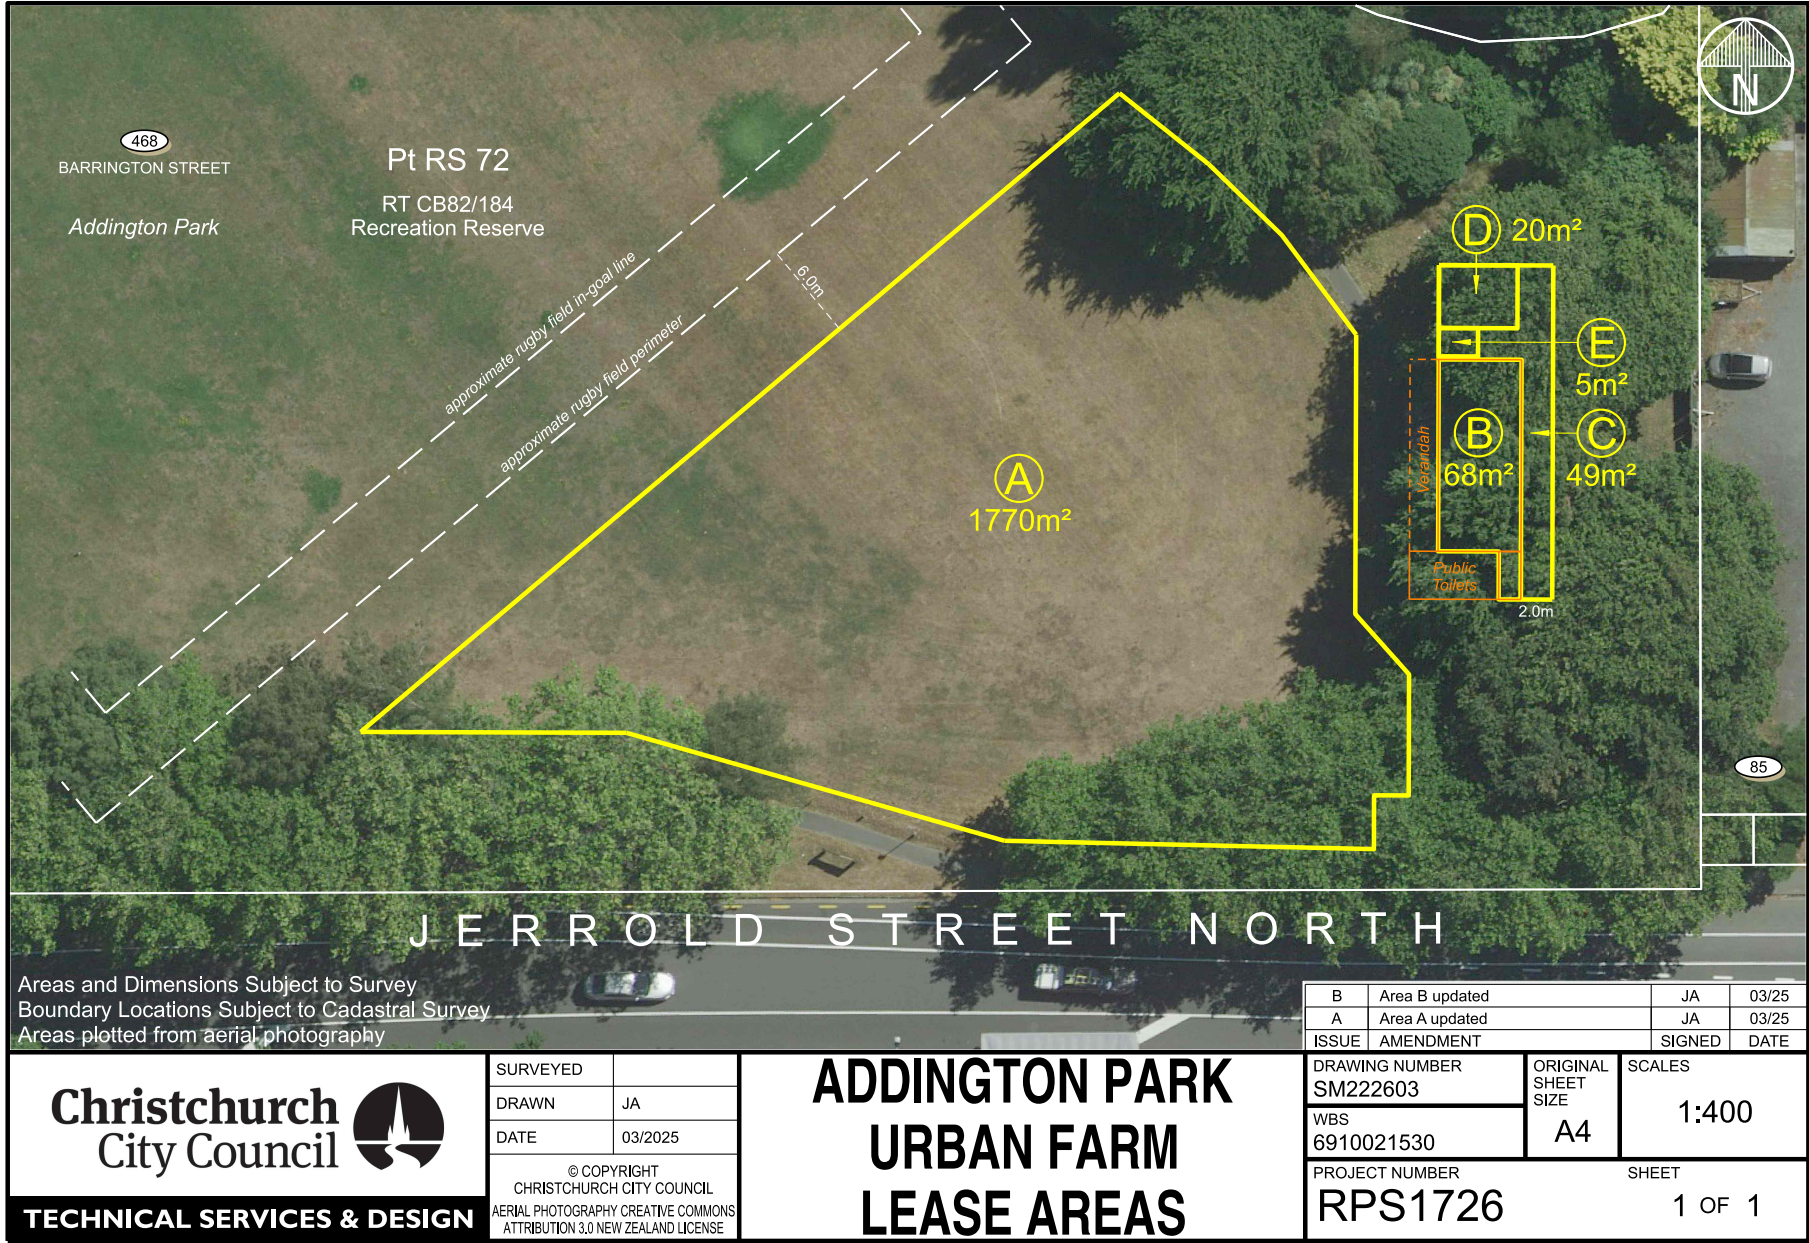 468
BARRINGTON STREET
Addington Park
Pt RS 72
RT CB82/184
Recreation Reserve
approximate rugby field in-goal line
approximate rugby field perimeter
6.0m
N
A
1770m²
D 20m²
E
5m²
B
68m²
C
49m²
Verandah
Public
Toilets
2.0m
85
JERROLD STREET NORTH
Areas and Dimensions Subject to Survey
Boundary Locations Subject to Cadastral Survey
Areas plotted from aerial photography
B Area B updated JA 03/25
A Area A updated JA 03/25
ISSUE AMENDMENT SIGNED DATE
Christchurch
City Council
TECHNICAL SERVICES & DESIGN
SURVEYED
DRAWN JA
DATE 03/2025
© COPYRIGHT
CHRISTCHURCH CITY COUNCIL
AERIAL PHOTOGRAPHY CREATIVE COMMONS
ATTRIBUTION 3.0 NEW ZEALAND LICENSE
ADDINGTON PARK
URBAN FARM
LEASE AREAS
DRAWING NUMBER
SM222603
WBS
6910021530
ORIGINAL
SHEET
SIZE
A4
SCALES
1:400
PROJECT NUMBER
RPS1726
SHEET
1 OF 1